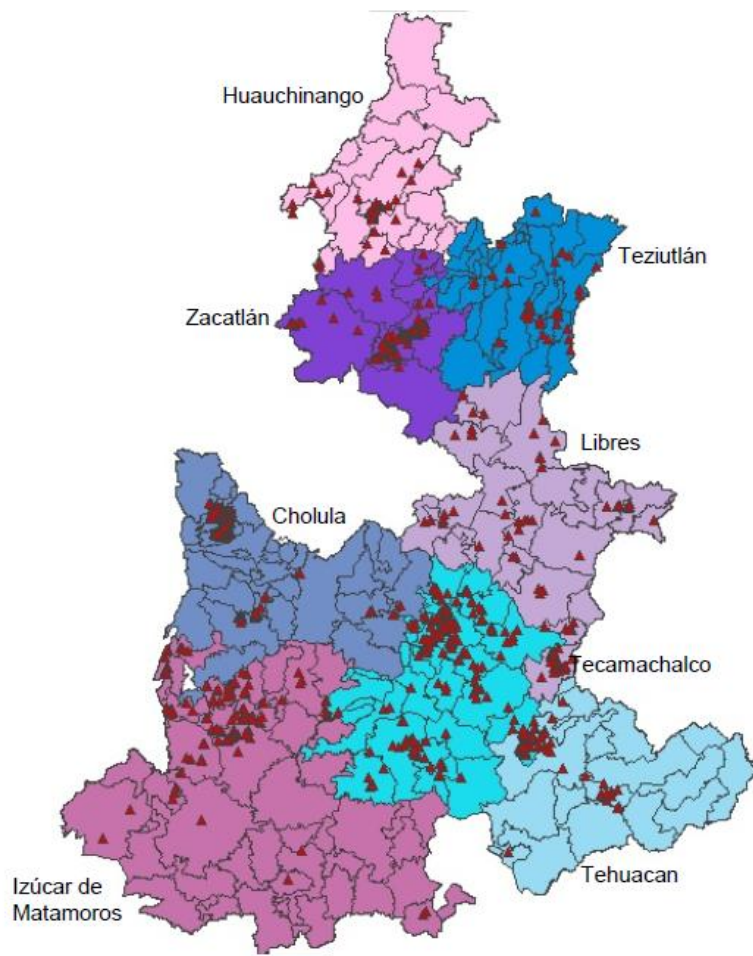 Huauchinango
Teziutlán
Zacatlán
Libres
Cholula
Tecamachalco
Tehuacan
Izúcar de
Matamoros